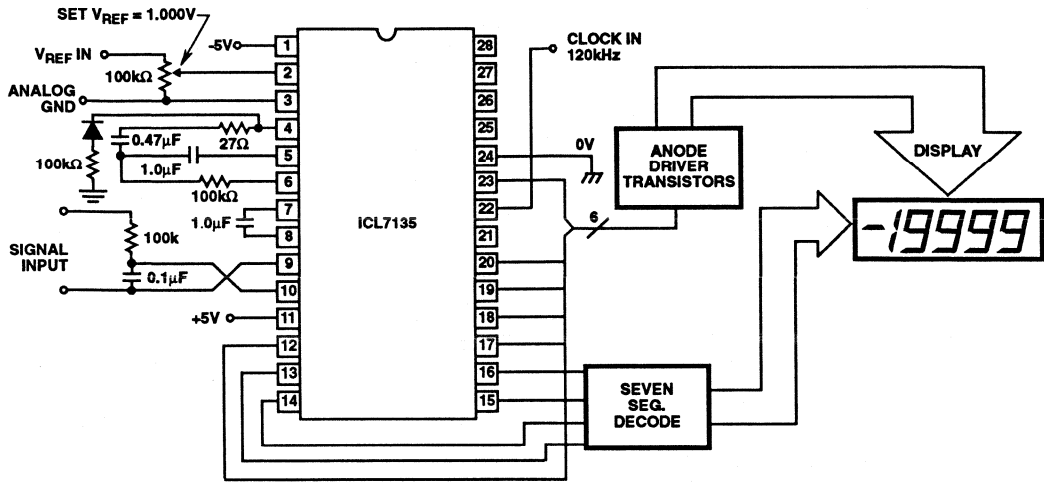 SET VREF = 1.000V
VREF IN
100kΩ
ANALOG
GND
-5V
0.47µF
27Ω
100kΩ
1.0µF
100kΩ
1.0µF
SIGNAL
INPUT
100k
0.1µF
+5V
1
2
3
4
5
6
7
8
9
10
11
12
13
14
iCL7135
28
27
26
25
24
23
22
21
20
19
18
17
16
15
CLOCK IN
120kHz
0V
6
ANODE
DRIVER
TRANSISTORS
SEVEN
SEG.
DECODE
DISPLAY
-19999